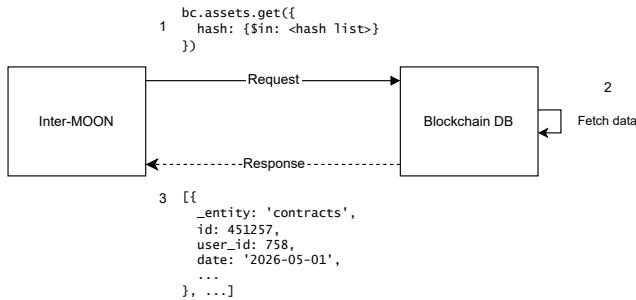 1
bc.assets.get({
  hash: {$in: <hash list>}
})
Request
2
Inter-MOON
Blockchain DB
Fetch data
Response
3
[{
  _entity: 'contracts',
  id: 451257,
  user_id: 758,
  date: '2026-05-01',
  ...
}, ...]